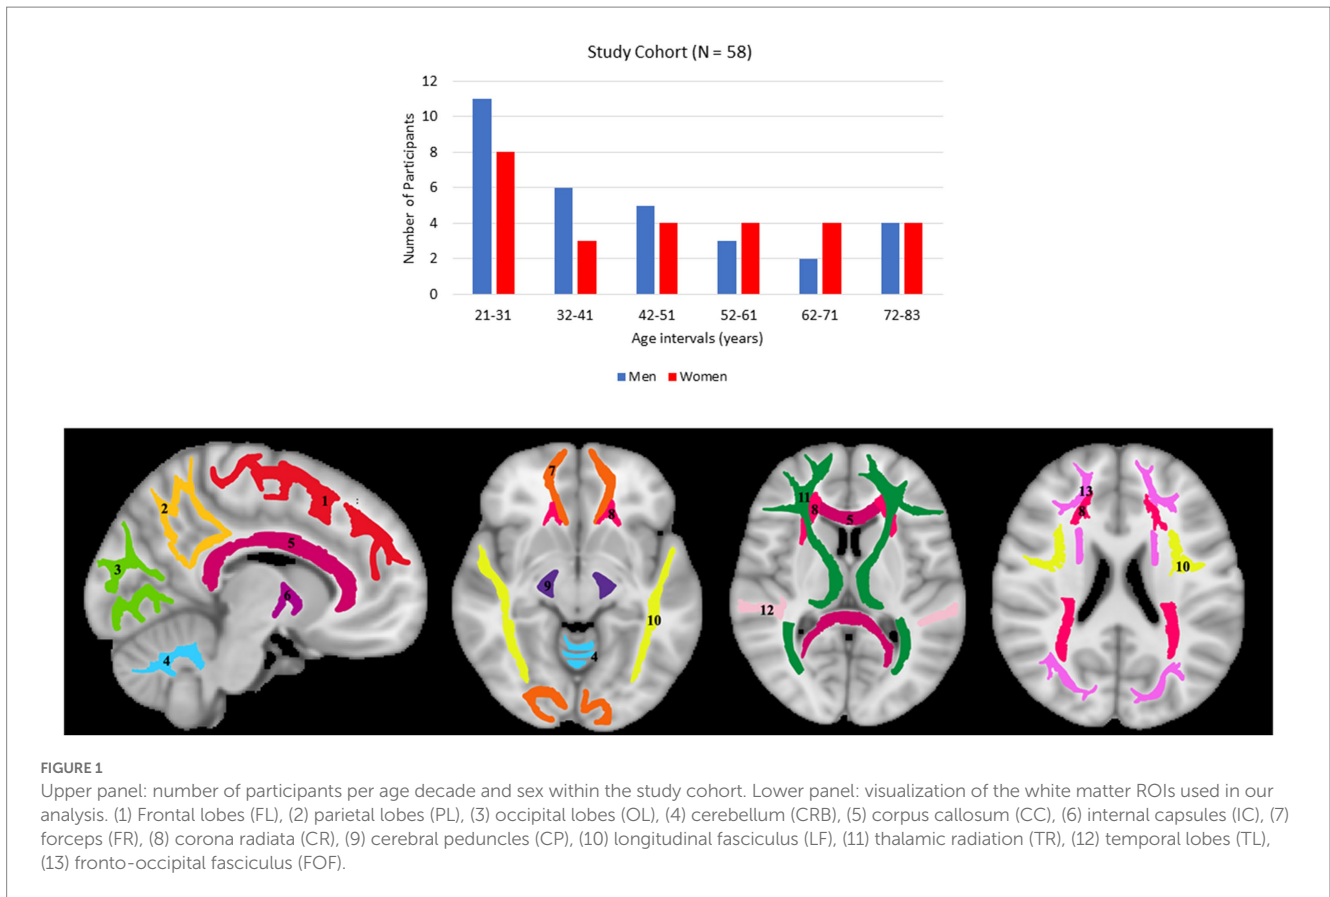 Study Cohort (N = 58)
12
10
8
6
4
2
0
Number of Participants
21-31 32-41 42-51 52-61 62-71 72-83
Age intervals (years)
Men Women
1
2
3
4
5
6
7
8
9
10
4
11
8
5
12
13
8
10
FIGURE 1
Upper panel: number of participants per age decade and sex within the study cohort. Lower panel: visualization of the white matter ROIs used in our
analysis. (1) Frontal lobes (FL), (2) parietal lobes (PL), (3) occipital lobes (OL), (4) cerebellum (CRB), (5) corpus callosum (CC), (6) internal capsules (IC), (7)
forceps (FR), (8) corona radiata (CR), (9) cerebral peduncles (CP), (10) longitudinal fasciculus (LF), (11) thalamic radiation (TR), (12) temporal lobes (TL),
(13) fronto-occipital fasciculus (FOF).